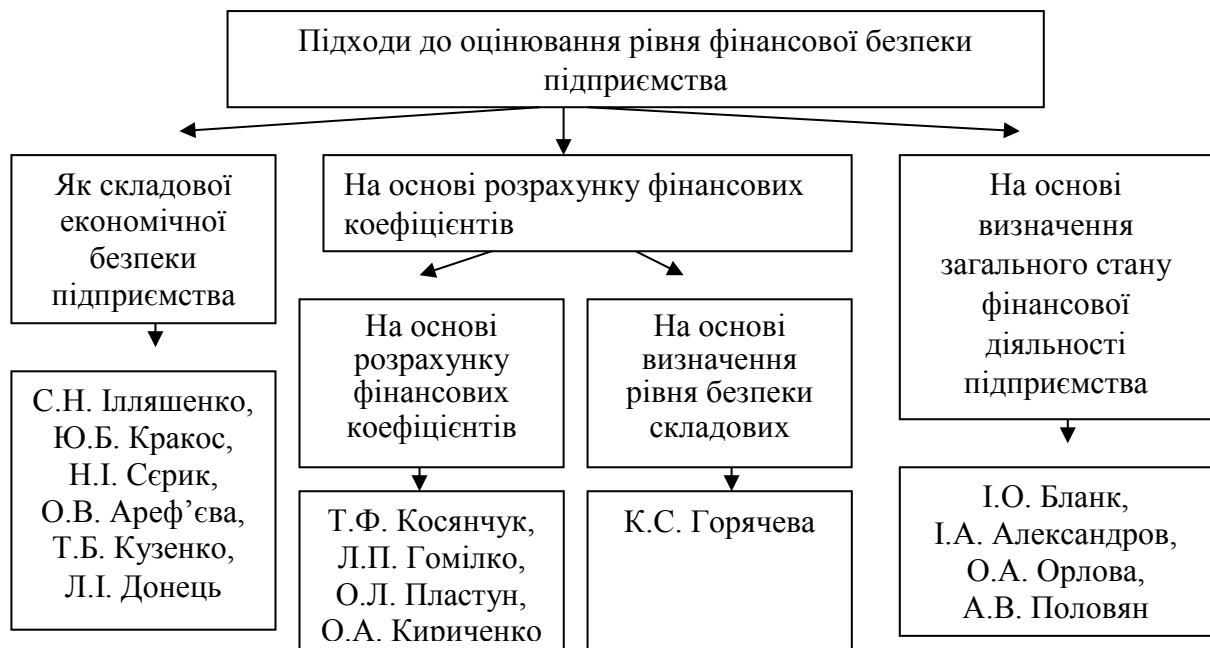 Підходи до оцінювання рівня фінансової безпеки
підприємства
Як складової
економічної
безпеки
підприємства
На основі розрахунку фінансових
коефіцієнтів
На основі
визначення
загального стану
фінансової
діяльності
підприємства
На основі
розрахунку
фінансових
коефіцієнтів
На основі
визначення
рівня безпеки
складових
С.Н. Ілляшенко,
Ю.Б. Кракос,
Н.І. Сєрик,
О.В. Ареф’єва,
Т.Б. Кузенко,
Л.І. Донець
Т.Ф. Косянчук,
Л.П. Гомілко,
О.Л. Пластун,
О.А. Кириченко
К.С. Горячева
І.О. Бланк,
І.А. Александров,
О.А. Орлова,
А.В. Половян